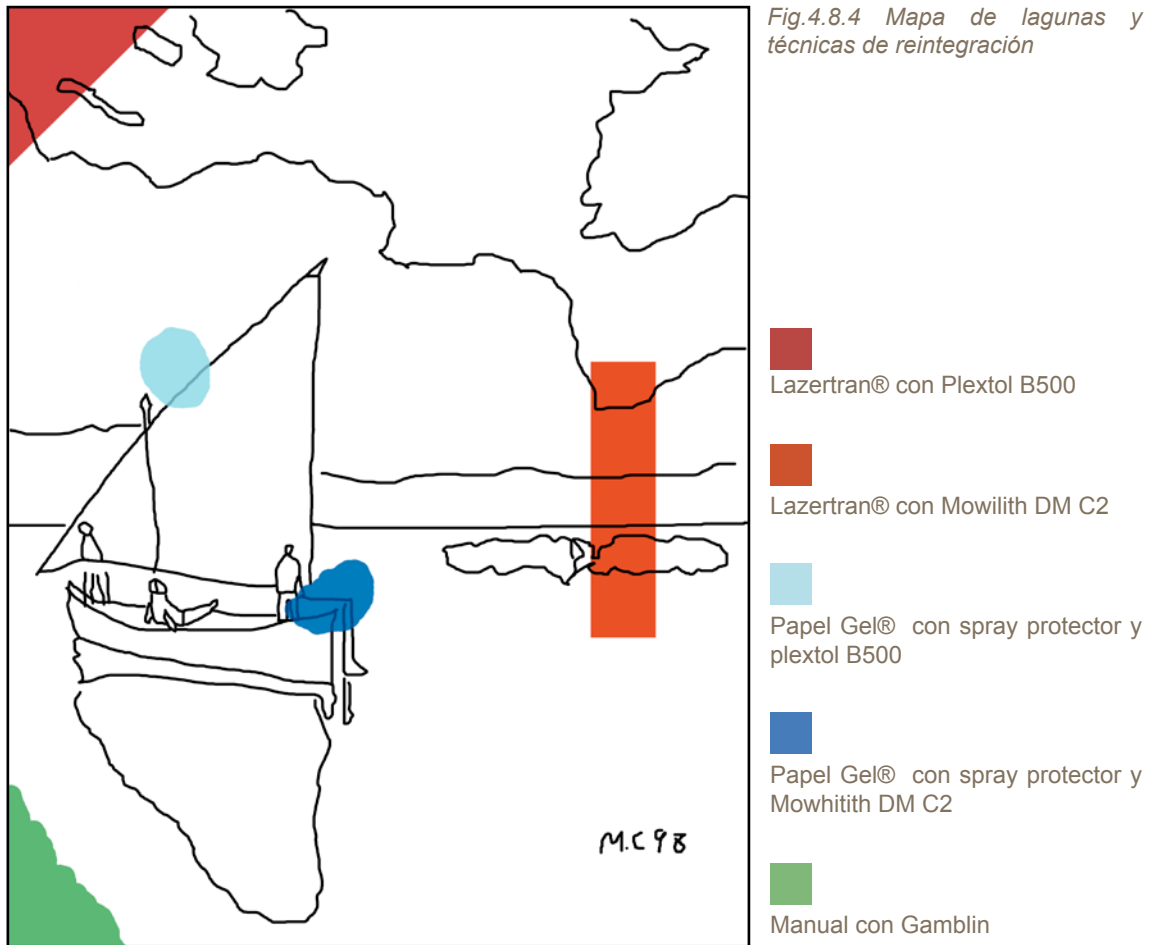 Fig.4.8.4 Mapa de lagunas y
técnicas de reintegración
Lazertran® con Plextol B500
Lazertran® con Mowilith DM C2
Papel Gel® con spray protector y
plextol B500
Papel Gel® con spray protector y
Mowhitith DM C2
M.C 98
Manual con Gamblin